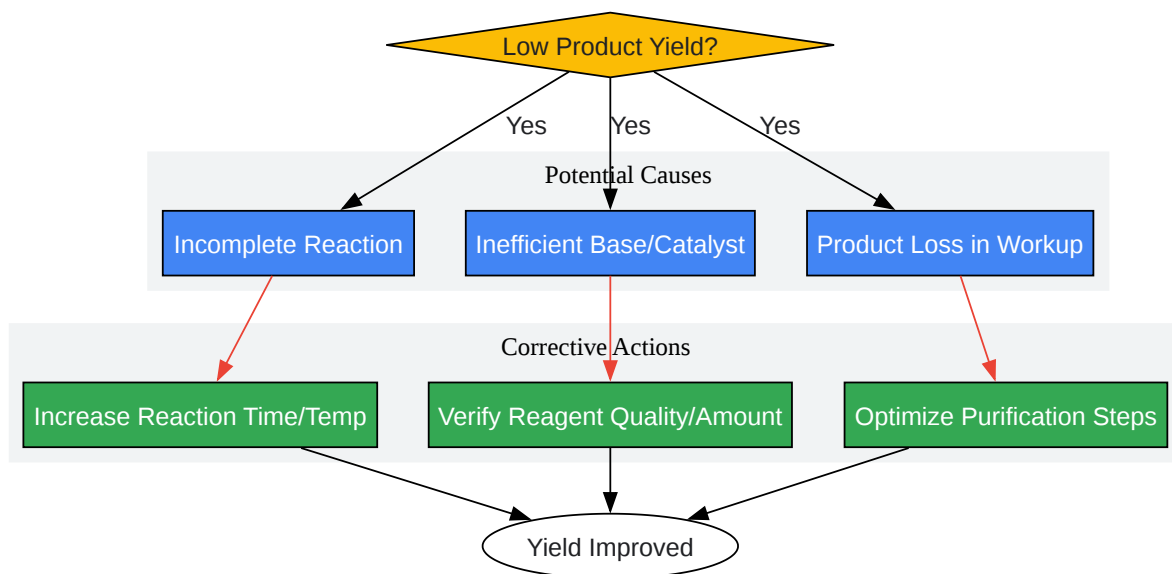 Low Product Yield?
Yes
Yes
Yes
Potential Causes
Incomplete Reaction
Inefficient Base/Catalyst
Product Loss in Workup
Corrective Actions
Increase Reaction Time/Temp
Verify Reagent Quality/Amount
Optimize Purification Steps
Yield Improved